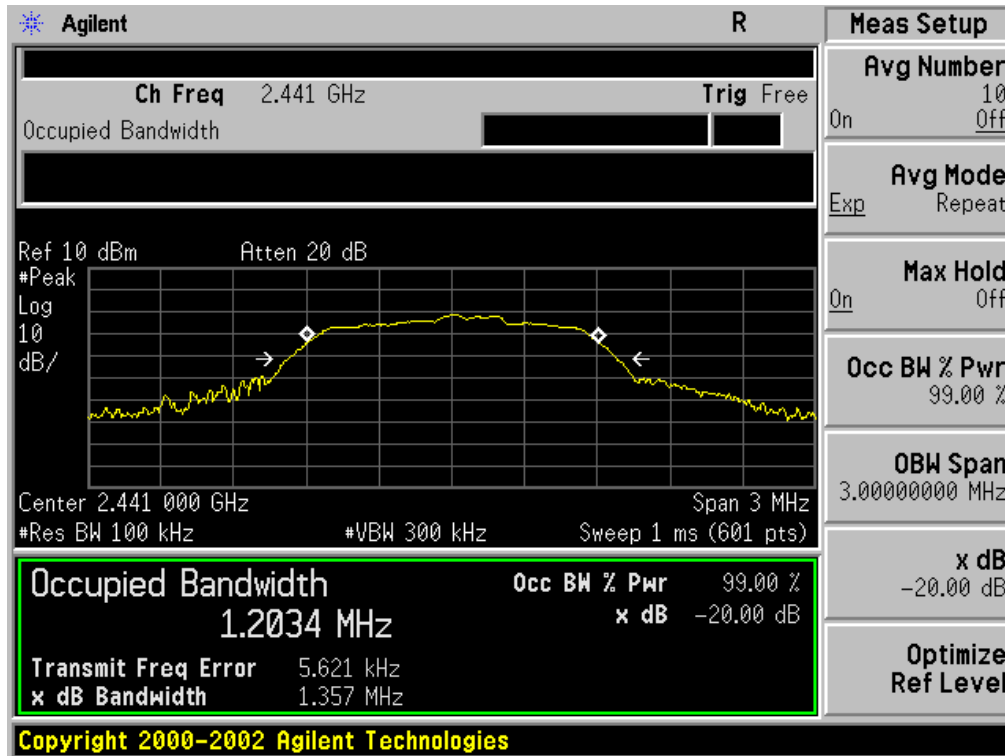 Agilent R
Ch Freq 2.441 GHz Trig Free
Occupied Bandwidth
Ref 10 dBm Atten 20 dB
#Peak
Log
10
dB/
Center 2.441 000 GHz Span 3 MHz
#Res BW 100 kHz #VBW 300 kHz Sweep 1 ms (601 pts)
Occupied Bandwidth
1.2034 MHz
Occ BW % Pwr 99.00 %
x dB -20.00 dB
Transmit Freq Error 5.621 kHz
x dB Bandwidth 1.357 MHz
Copyright 2000-2002 Agilent Technologies
Meas Setup
Avg Number
10
On Off
Avg Mode
Exp Repeat
Max Hold
On Off
Occ BW % Pwr
99.00 %
OBW Span
3.00000000 MHz
x dB
-20.00 dB
Optimize
Ref Level